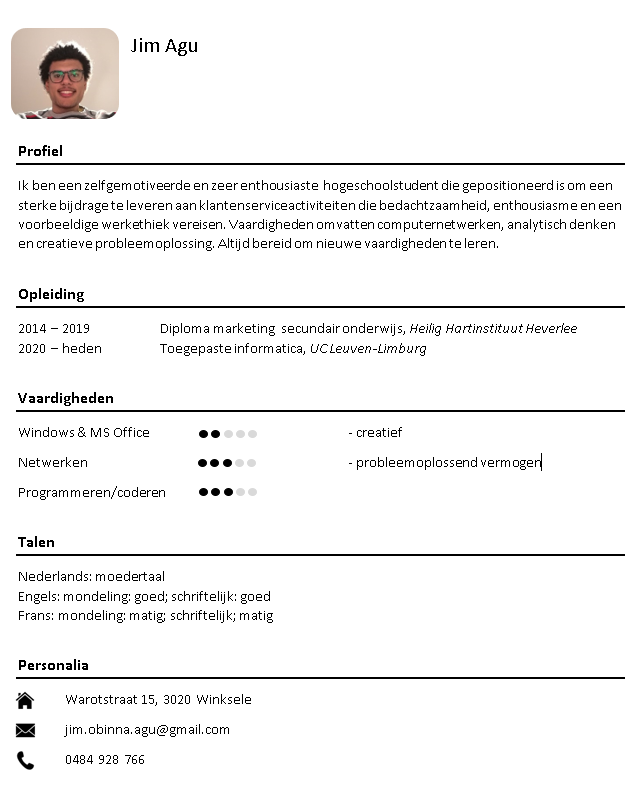 Jim Agu
Profiel
Ik ben een zelfgemotiveerde en zeer enthousiaste hogeschoolstudent die gepositioneerd is om een
sterke bijdrage te leveren aan klantenserviceactiviteiten die bedachtzaamheid, enthousiasme en een
voorbeeldige werkethiek vereisen. Vaardigheden omvatten computernetwerken, analytisch denken
en creatieve probleemoplossing. Altijd bereid om nieuwe vaardigheden te leren.
Opleiding
2014 – 2019 Diploma marketing secundair onderwijs, Heilig Hartinstituut Heverlee
2020 – heden Toegepaste informatica, UC Leuven-Limburg
Vaardigheden
Windows & MS Office - creatief
Netwerken - probleemoplossend vermogen
Programmeren/coderen
Talen
Nederlands: moedertaal
Engels: mondeling: goed; schriftelijk: goed
Frans: mondeling: matig; schriftelijk; matig
Personalia
Warotstraat 15, 3020 Winksele
jim.obinna.agu@gmail.com
0484 928 766